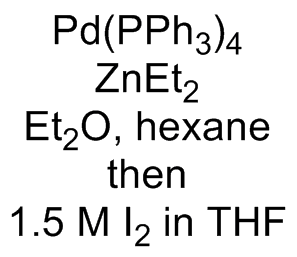 Pd(PPh₃)₄
ZnEt₂
Et₂O, hexane
then
1.5 M I₂ in THF